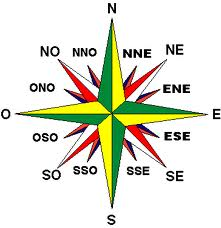 N
NO NNO NNE NE
ONO ENE
O E
OSO ESE
SO SSO SSE SE
S